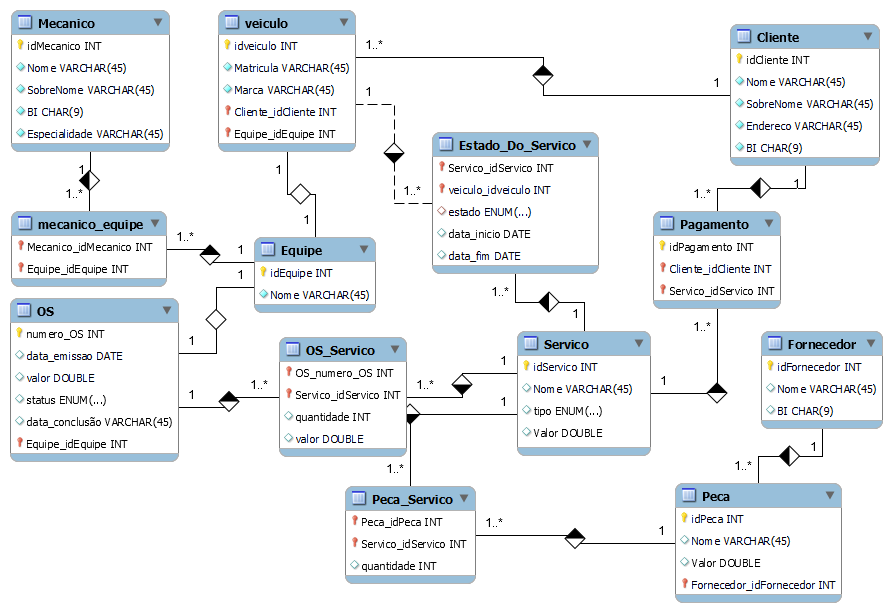 Mecanico
idMecanico INT
Nome VARCHAR(45)
SobreNome VARCHAR(45)
BI CHAR(9)
Especialidade VARCHAR(45)
veiculo
idveiculo INT
Matricula VARCHAR(45)
Marca VARCHAR(45)
Cliente_idCliente INT
Equipe_idEquipe INT
1..*
1
Cliente
idCliente INT
Nome VARCHAR(45)
SobreNome VARCHAR(45)
Endereco VARCHAR(45)
BI CHAR(9)
1
1..*
Estado_Do_Servico
Servico_idServico INT
veiculo_idveiculo INT
estado ENUM(...)
data_inicio DATE
data_fim DATE
1
1..*
1
1
1
1..*
mecanico_equipe
Mecanico_idMecanico INT
Equipe_idEquipe INT
1..*
1
Equipe
idEquipe INT
Nome VARCHAR(45)
1
1
Pagamento
idPagamento INT
Cliente_idCliente INT
Servico_idServico INT
1..*
1
1..*
1
OS
numero_OS INT
data_emissao DATE
valor DOUBLE
status ENUM(...)
data_conclusão VARCHAR(45)
Equipe_idEquipe INT
1
1..*
OS_Servico
OS_numero_OS INT
Servico_idServico INT
quantidade INT
valor DOUBLE
1..*
1
1
1..*
Servico
idServico INT
Nome VARCHAR(45)
tipo ENUM(...)
Valor DOUBLE
Fornecedor
idFornecedor INT
Nome VARCHAR(45)
BI CHAR(9)
1
1..*
Peca_Servico
Peca_idPeca INT
Servico_idServico INT
quantidade INT
1..*
1
Peca
idPeca INT
Nome VARCHAR(45)
Valor DOUBLE
Fornecedor_idFornecedor INT